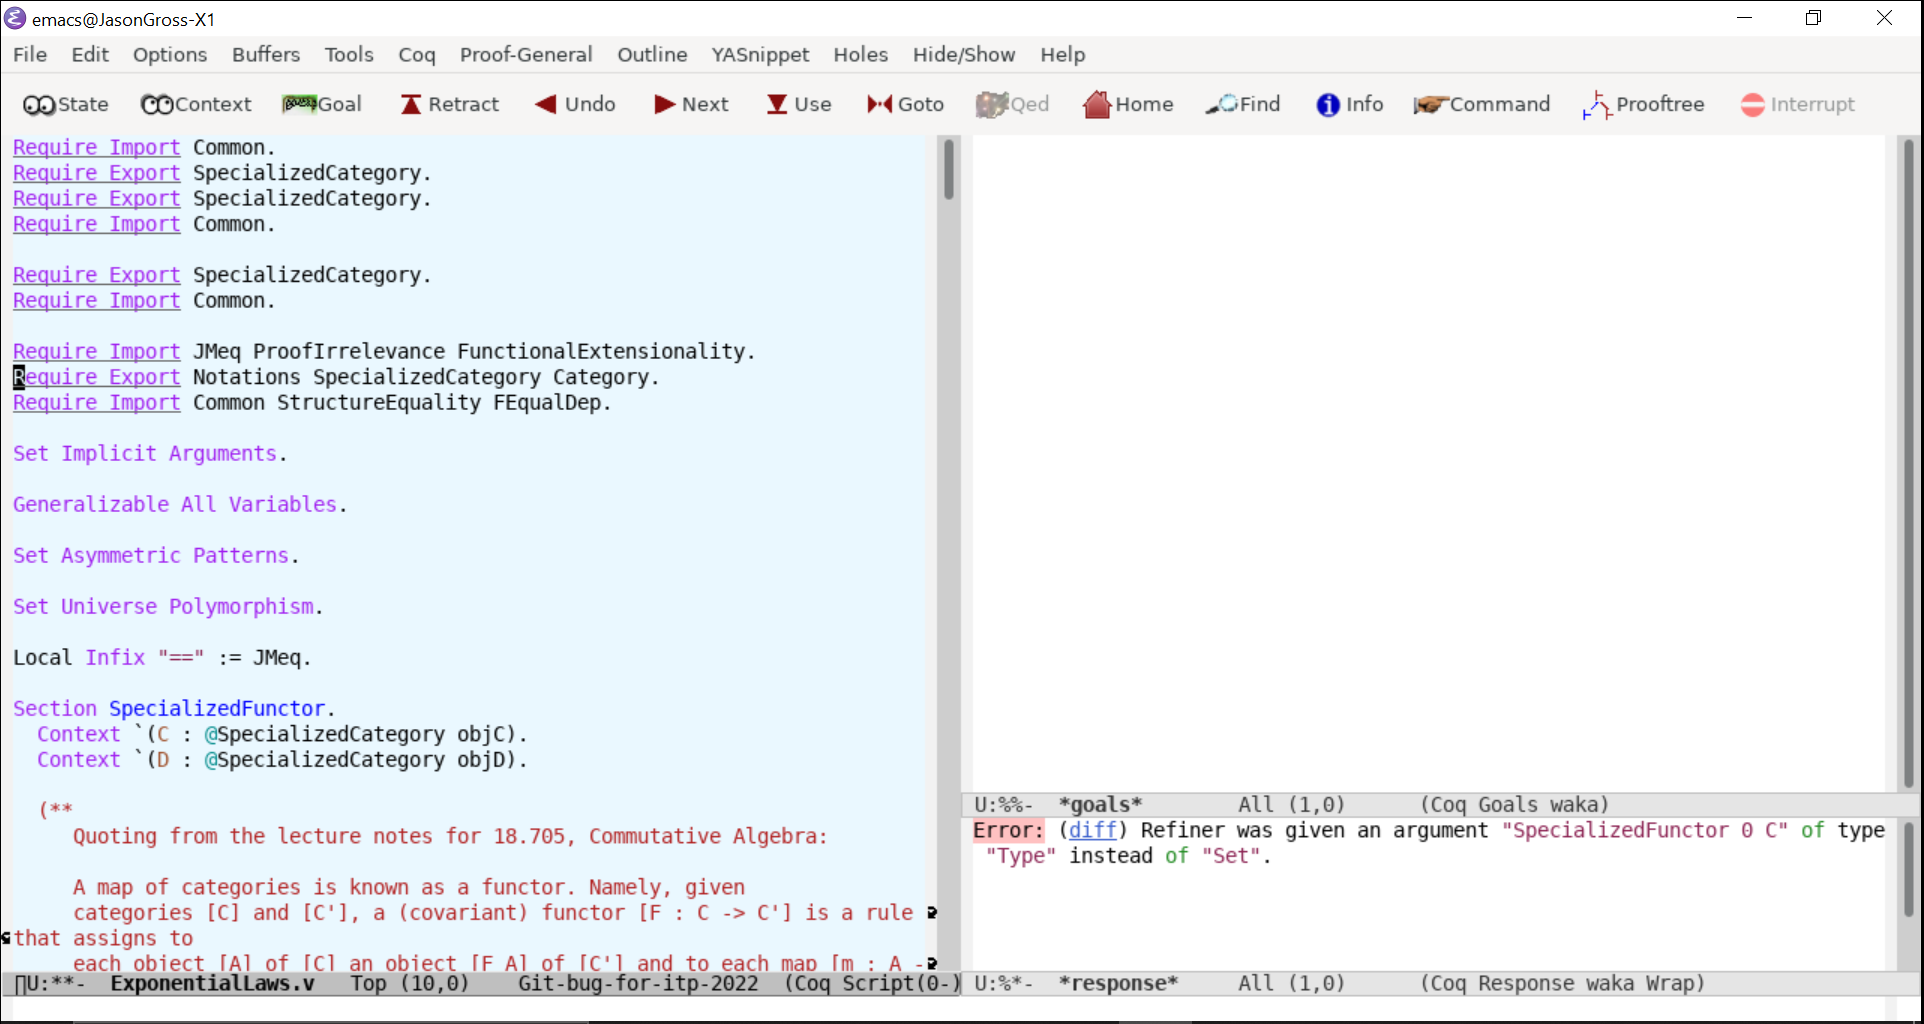 emacs@JasonGross-X1
File Edit Options Buffers Tools Coq Proof-General Outline YASnippet Holes Hide/Show Help
State Context Goal Retract Undo Next Use Goto Qed Home Find Info Command Prooftree Interrupt
Require Import Common.
Require Export SpecializedCategory.
Require Export SpecializedCategory.
Require Import Common.
Require Export SpecializedCategory.
Require Import Common.
Require Import JMeq ProofIrrelevance FunctionalExtensionality.
Require Export Notations SpecializedCategory Category.
Require Import Common StructureEquality FEqualDep.
Set Implicit Arguments.
Generalizable All Variables.
Set Asymmetric Patterns.
Set Universe Polymorphism.
Local Infix "==" := JMeq.
Section SpecializedFunctor.
Context `(C : @SpecializedCategory objC).
Context `(D : @SpecializedCategory objD).
(**
Quoting from the lecture notes for 18.705, Commutative Algebra:
A map of categories is known as a functor. Namely, given
categories [C] and [C'], a (covariant) functor [F : C -> C'] is a rule
that assigns to
each object [A] of [C] an object [F A] of [C'] and to each map [m : A -
U:**- ExponentialLaws.v Top (10,0) Git-bug-for-itp-2022 (Coq Script(0-)
U:%%- *goals* All (1,0) (Coq Goals waka)
Error: (diff) Refiner was given an argument "SpecializedFunctor 0 C" of type
"Type" instead of "Set".
U:%*- *response* All (1,0) (Coq Response waka Wrap)